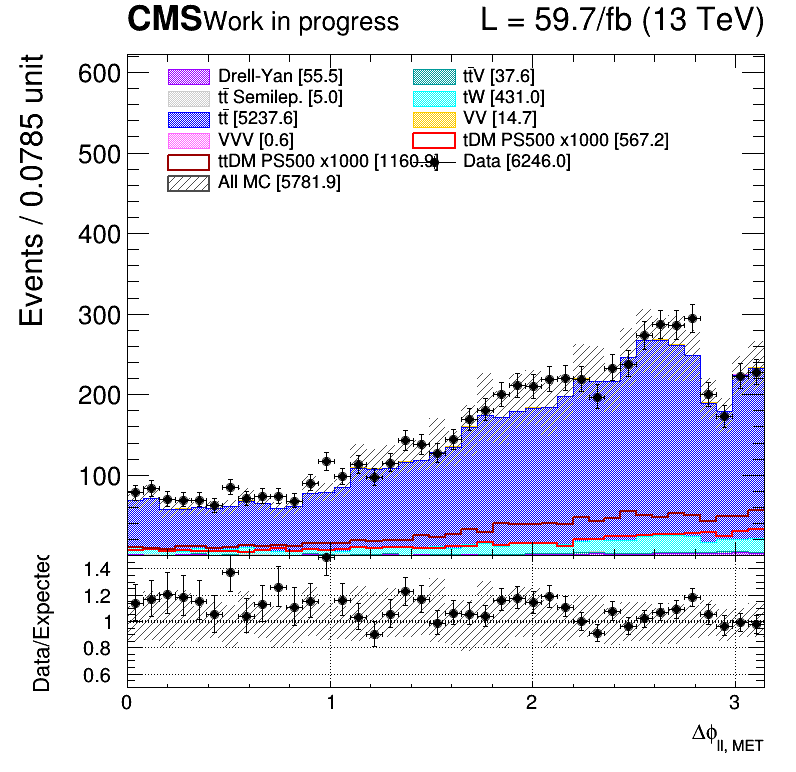 CMS Work in progress L = 59.7/fb (13 TeV)
Events / 0.0785 unit
600
500
400
300
200
100
Drell-Yan [55.5] tt̄V [37.6]
tt̄ Semilep. [5.0] tW [431.0]
tt̄ [5237.6] VV [14.7]
VVV [0.6] tDM PS500 x1000 [567.2]
ttDM PS500 x1000 [1160.9] Data [6246.0]
All MC [5781.9]
Data/Expected
1.4
1.2
1
0.8
0.6
0 1 2 3
Δϕll, MET